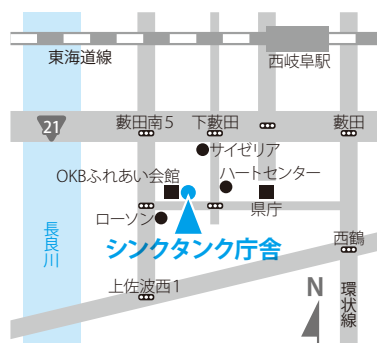 東海道線
西岐阜駅
21
藪田南5
下藪田
藪田
サイゼリア
OKBふれあい会館
ハートセンター
ローソン
県庁
シンクタンク庁舎
長良川
西鶴
上佐波西1
N
環状線